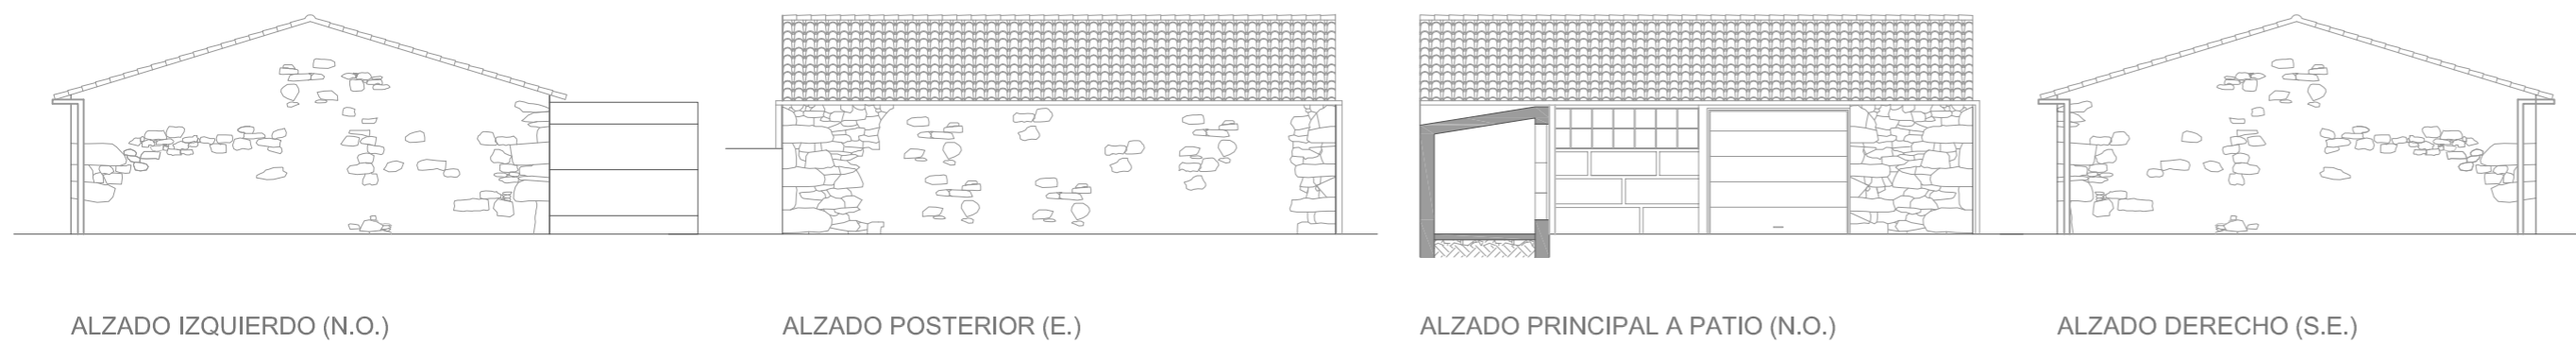 ALZADO IZQUIERDO (N.O.)
ALZADO POSTERIOR (E.)
ALZADO PRINCIPAL A PATIO (N.O.)
ALZADO DERECHO (S.E.)